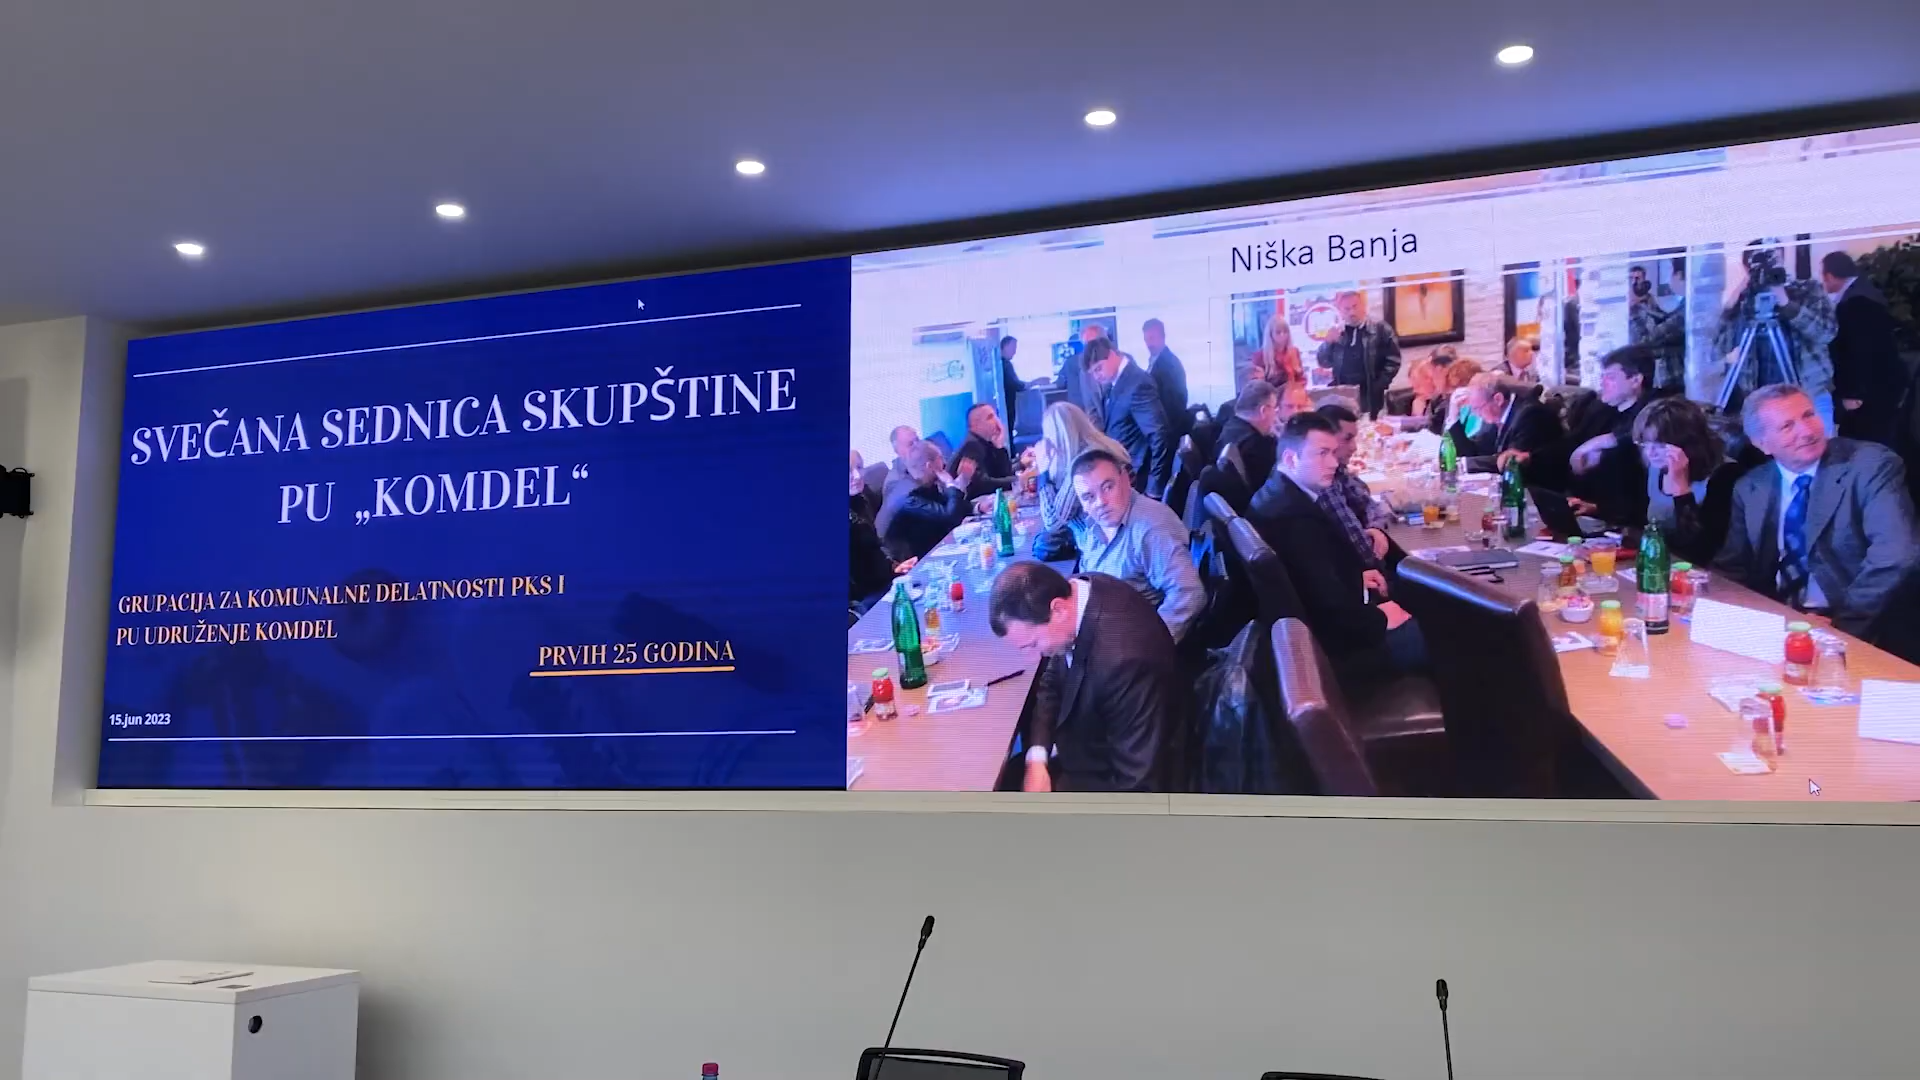 SVEČANA SEDNICA SKUPŠTINE
PU „KOMDEL“
GRUPACIJA ZA KOMUNALNE DELATNOSTI PKS I
PU UDRUŽENJE KOMDEL
PRVIH 25 GODINA
15.jun 2023
Niška Banja